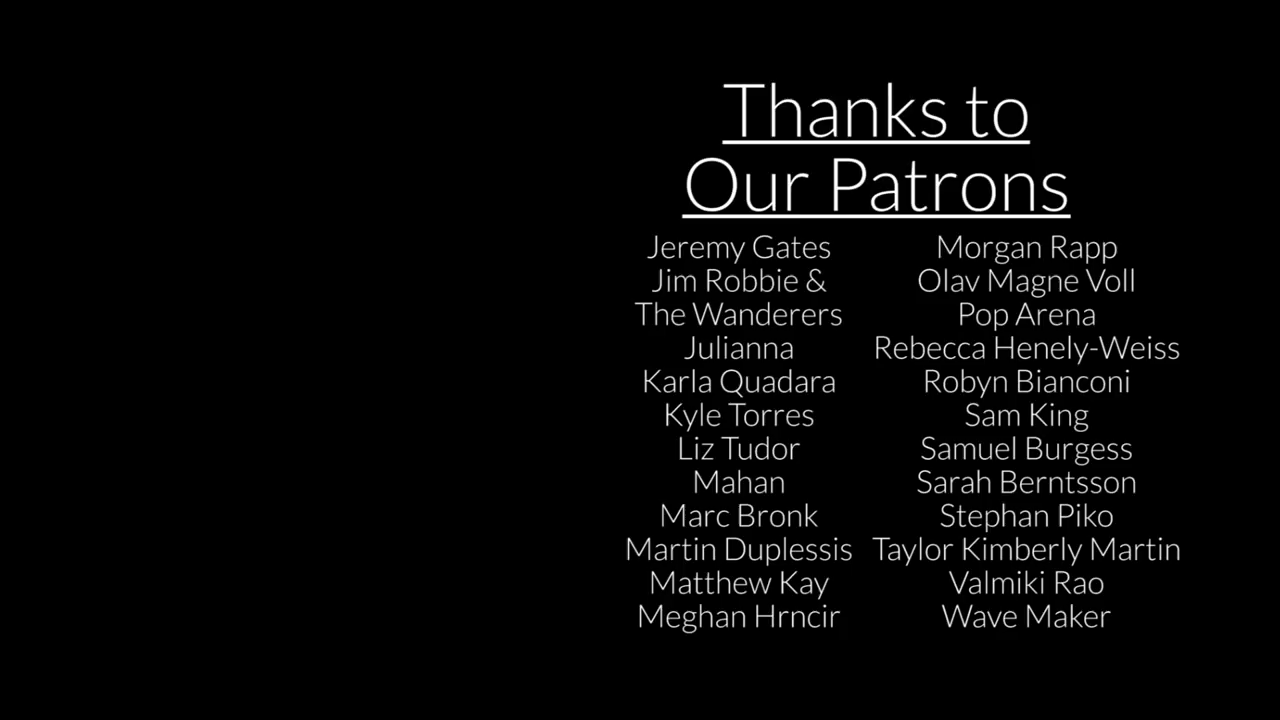 Thanks to
Our Patrons
Jeremy Gates
Jim Robbie &
The Wanderers
Julianna
Karla Quadara
Kyle Torres
Liz Tudor
Mahan
Marc Bronk
Martin Duplessis
Matthew Kay
Meghan Hrncir
Morgan Rapp
Olav Magne Voll
Pop Arena
Rebecca Henely-Weiss
Robyn Bianconi
Sam King
Samuel Burgess
Sarah Berntsson
Stephan Piko
Taylor Kimberly Martin
Valmiki Rao
Wave Maker